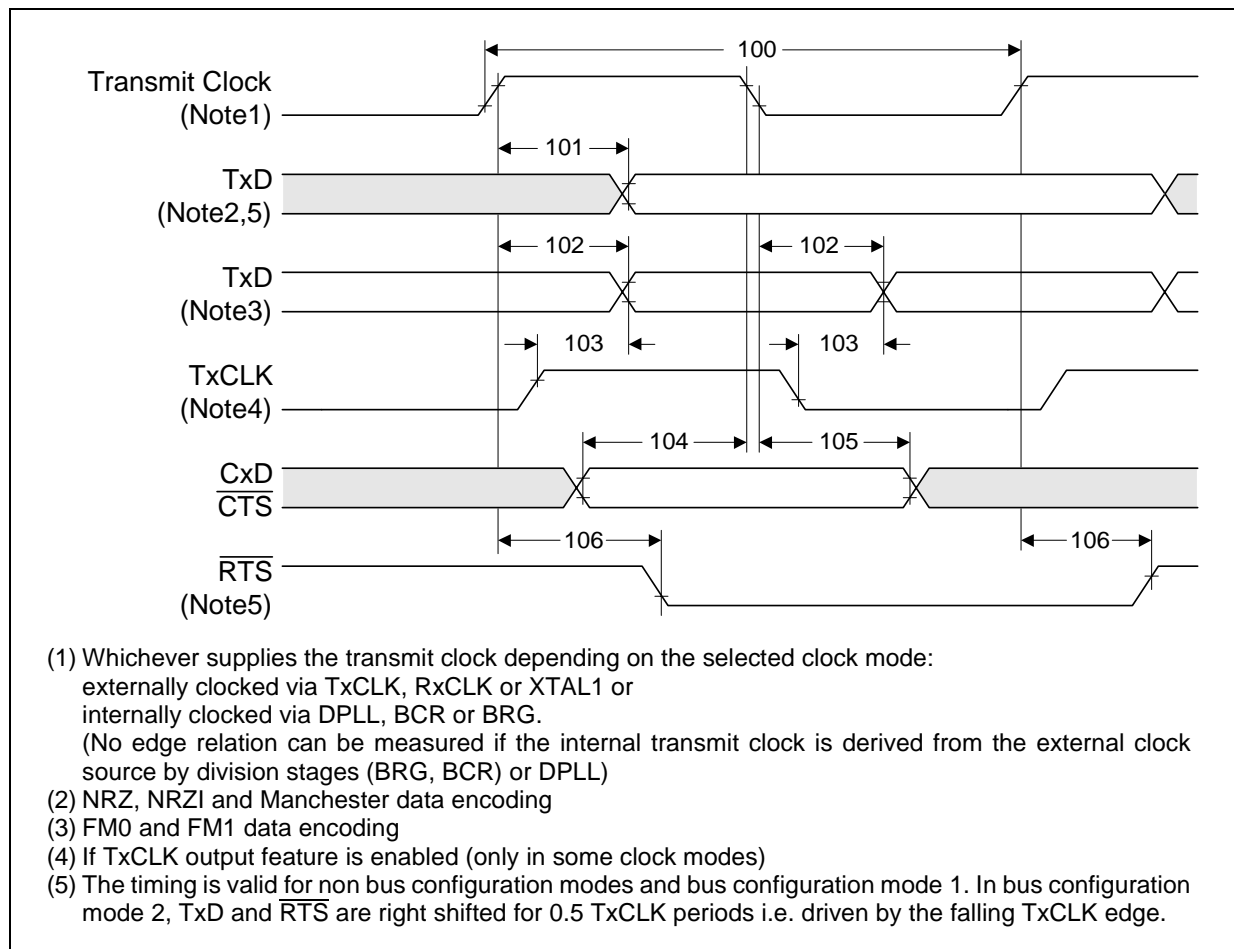 100
Transmit Clock
(Note1)
101
TxD
(Note2,5)
102 102
TxD
(Note3)
103 103
TxCLK
(Note4)
104 105
CxD
CTS
106 106
RTS
(Note5)
(1) Whichever supplies the transmit clock depending on the selected clock mode:
externally clocked via TxCLK, RxCLK or XTAL1 or
internally clocked via DPLL, BCR or BRG.
(No edge relation can be measured if the internal transmit clock is derived from the external clock
source by division stages (BRG, BCR) or DPLL)
(2) NRZ, NRZI and Manchester data encoding
(3) FM0 and FM1 data encoding
(4) If TxCLK output feature is enabled (only in some clock modes)
(5) The timing is valid for non bus configuration modes and bus configuration mode 1. In bus configuration
mode 2, TxD and RTS are right shifted for 0.5 TxCLK periods i.e. driven by the falling TxCLK edge.